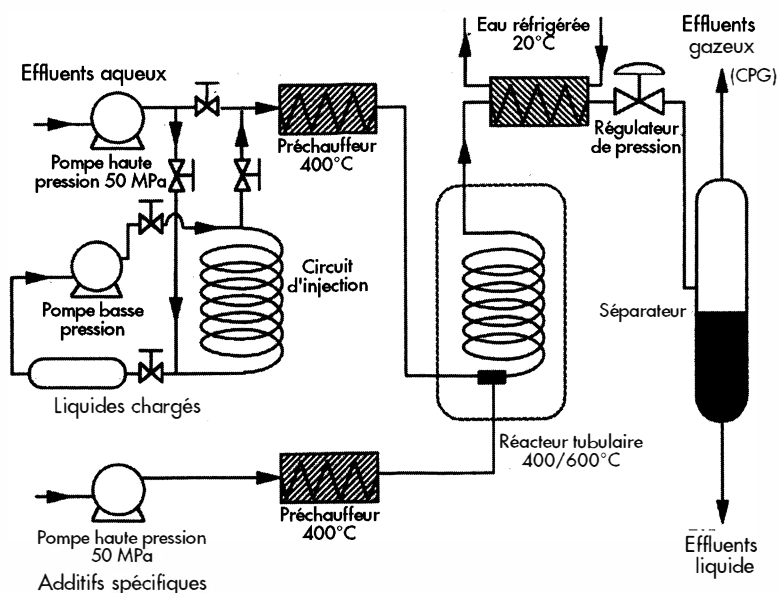 Effluents aqueux
Pompe haute
pression 50 MPa
Préchauffeur
400°C
Eau réfrigérée
20°C
Régulateur
de pression
Effluents
gazeux
(CPG)
Pompe basse
pression
Circuit
d'injection
Liquides chargés
Séparateur
Réacteur tubulaire
400/600°C
Préchauffeur
400°C
Pompe haute pression
50 MPa
Additifs spécifiques
Effluents
liquide